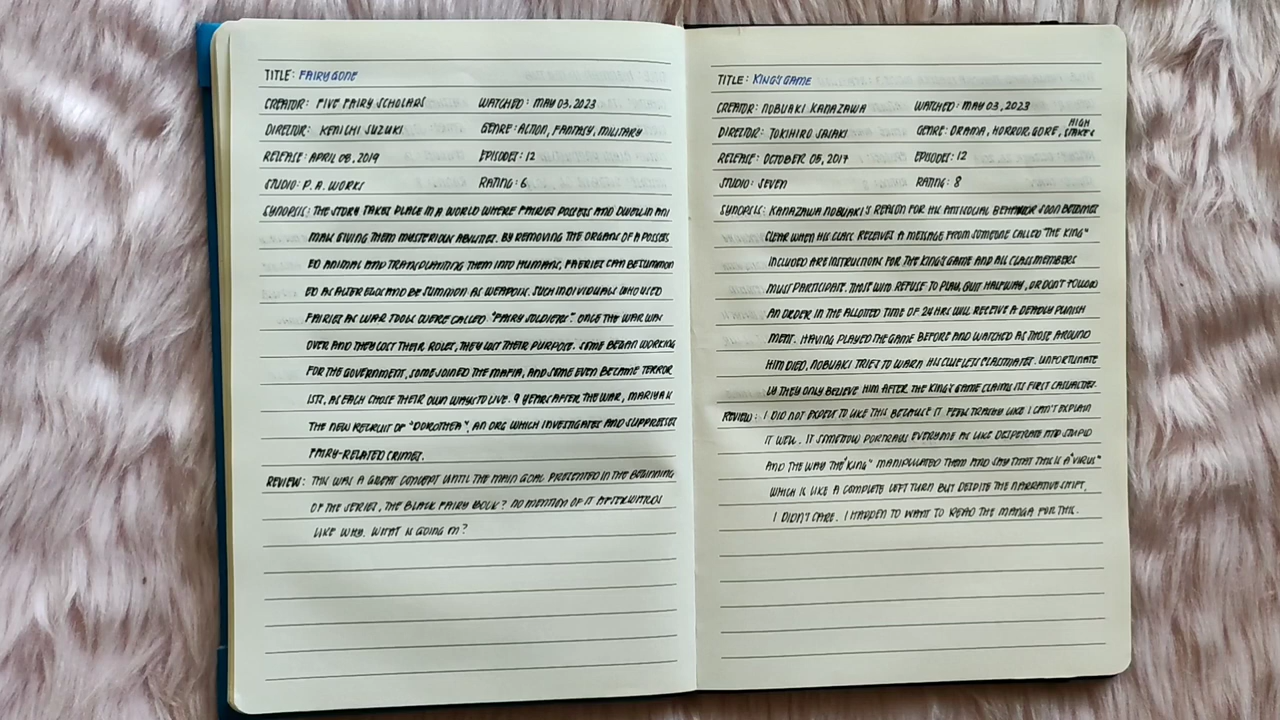 TITLE: FAIRY GONE
CREATOR: FIVE FAIRY SCHOLARS WATCHED: MAY 03, 2023
DIRECTOR: KENICHI SUZUKI GENRE: ACTION, FANTASY, MILITARY
RELEASE: APRIL 08, 2019 EPISODES: 12
STUDIO: P. A. WORKS RATING: 6
SYNOPSIS: THE STORY TAKES PLACE IN A WORLD WHERE FAIRIES POSSESS AND DWELL IN ANI
MALS GIVING THEM MYSTERIOUS ABILITIES. BY REMOVING THE ORGANS OF A POSSESS
ED ANIMAL AND TRANSPLANTING THEM INTO HUMANS, FAERIES CAN BE SUMMON
ED AS ALTER EGOS AND BE SUMMON AS WEAPONS. SUCH INDIVIDUALS WHO USED
FAIRIES AS WAR TOOLS WERE CALLED "FAIRY SOLDIERS". ONCE THE WAR WAS
OVER AND THEY LOST THEIR ROLES, THEY LOST THEIR PURPOSE. SOME BEGAN WORKING
FOR THE GOVERNMENT, SOME JOINED THE MAFIA, AND SOME EVEN BECAME TERROR
ISTS, AS EACH CHOSE THEIR OWN WAYS TO LIVE. 9 YEARS AFTER THE WAR, MARIYA IS
THE NEW RECRUIT OF "DOROTHEA", AN ORG WHICH INVESTIGATES AND SUPPRESSES
FAIRY-RELATED CRIMES.
REVIEW: THIS WAS A GREAT CONCEPT UNTIL THE MAIN GOAL PRESENTED IN THE BEGINNING
OF THE SERIES, THE BLACK FAIRY BOOK? NO MENTION OF IT AFTER
LIKE WHY. WHAT IS GOING ON?
TITLE: KING'S GAME
CREATOR: NOBUAKI KANAZAWA WATCHED: MAY 03, 2023
DIRECTOR: TOKIHIRO SASAKI GENRE: DRAMA, HORROR, GORE, HIGH STAKES
RELEASE: OCTOBER 05, 2017 EPISODES: 12
STUDIO: SEVEN RATING: 8
SYNOPSIS: KANAZAWA NOBUAKI'S REASON FOR HIS ANTISOCIAL BEHAVIOR SOON BECOMES
CLEAR WHEN HIS CLASS RECEIVES A MESSAGE FROM SOMEONE CALLED "THE KING"
INCLUDED ARE INSTRUCTIONS FOR THE KING'S GAME AND ALL CLASSMEMBERS
MUST PARTICIPATE. THOSE WHO REFUSE TO PLAY, QUIT HALFWAY, OR DON'T FOLLOW
AN ORDER IN THE ALLOTTED TIME OF 24 HRS WILL RECEIVE A DEADLY PUNISH
MENT. HAVING PLAYED THE GAME BEFORE AND WATCHED AS THOSE AROUND
HIM DIED, NOBUAKI TRIES TO WARN HIS CLUELESS CLASSMATES. UNFORTUNATE
LY THEY ONLY BELIEVE HIM AFTER THE KING'S GAME CLAIMS ITS FIRST CASUALTIES.
REVIEW: I DID NOT EXPECT TO LIKE THIS BECAUSE IT FEELS TRASHY LIKE I CAN'T EXPLAIN
IT WELL. IT SOMEHOW PORTRAYS EVERYONE AS LIKE DESPERATE AND STUPID
AND THE WAY THE "KING" MANIPULATED THEM AND SAY THAT THIS IS A "VIRUS"
WHICH IS LIKE A COMPLETE LEFT TURN BUT DESPITE THE NARRATIVE SHIFT,
I DIDN'T CARE. I HAPPEN TO WANT TO READ THE MANGA FOR THIS.